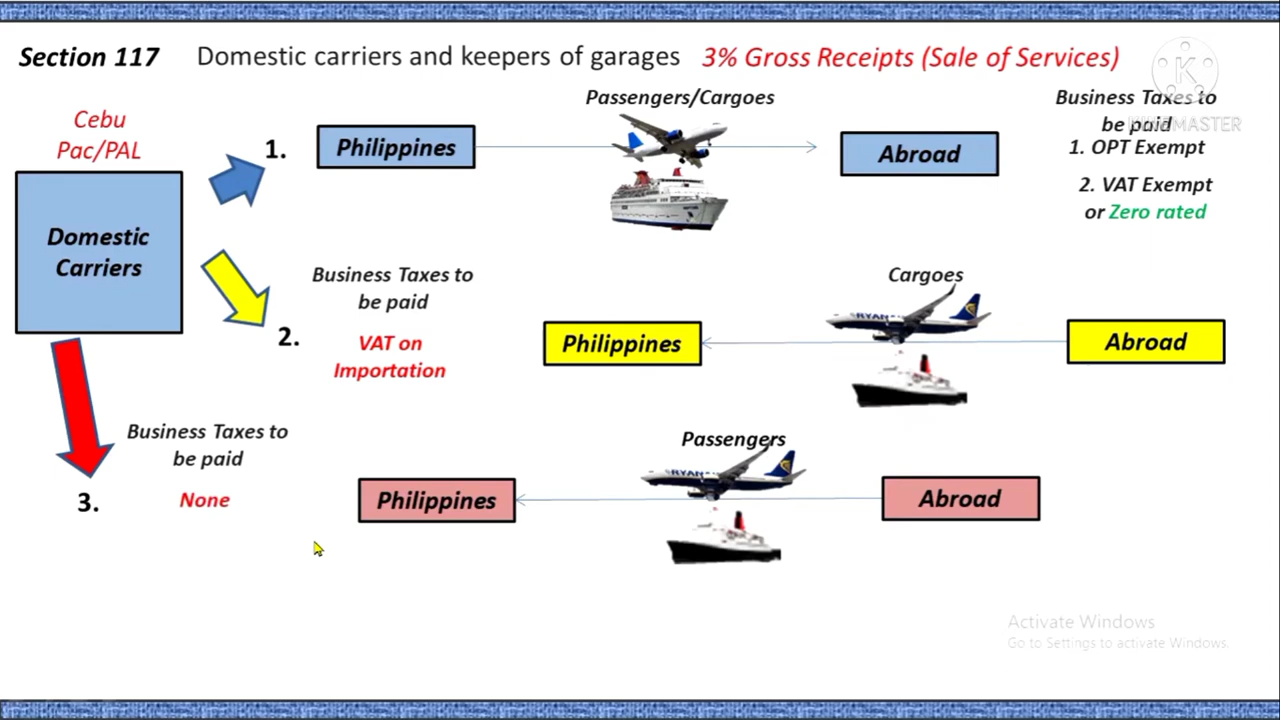 Section 117 Domestic carriers and keepers of garages 3% Gross Receipts (Sale of Services)
Cebu
Pac/PAL
Domestic
Carriers
1.
Philippines
Passengers/Cargoes
Abroad
Business Taxes to
be paid
1. OPT Exempt
2. VAT Exempt
or Zero rated
K
KINEMASTER
2.
Business Taxes to
be paid
VAT on
Importation
Philippines
Cargoes
RYANAIR
Abroad
3.
Business Taxes to
be paid
None
Philippines
Passengers
RYANAIR
Abroad
Activate Windows
Go to Settings to activate Windows.